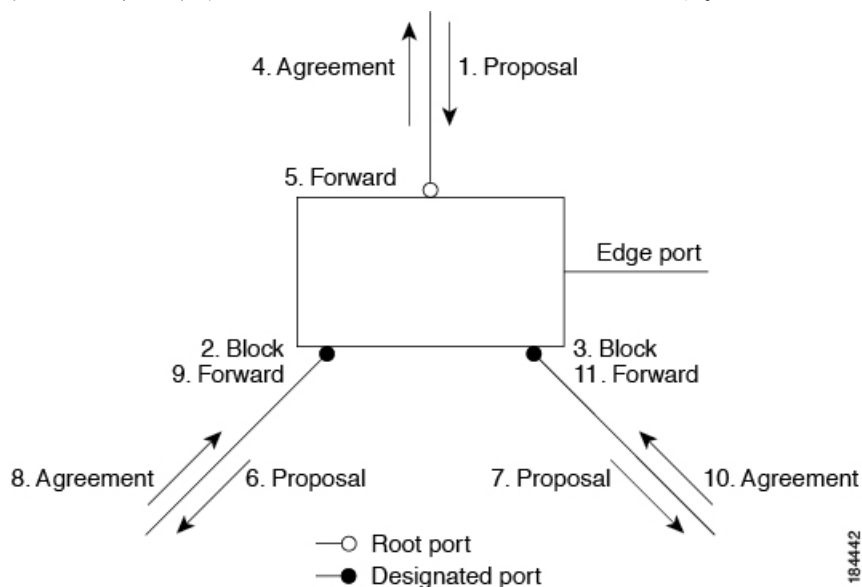 4. Agreement
1. Proposal
5. Forward
Edge port
2. Block
9. Forward
3. Block
11. Forward
8. Agreement
6. Proposal
7. Proposal
10. Agreement
Root port
Designated port
184442